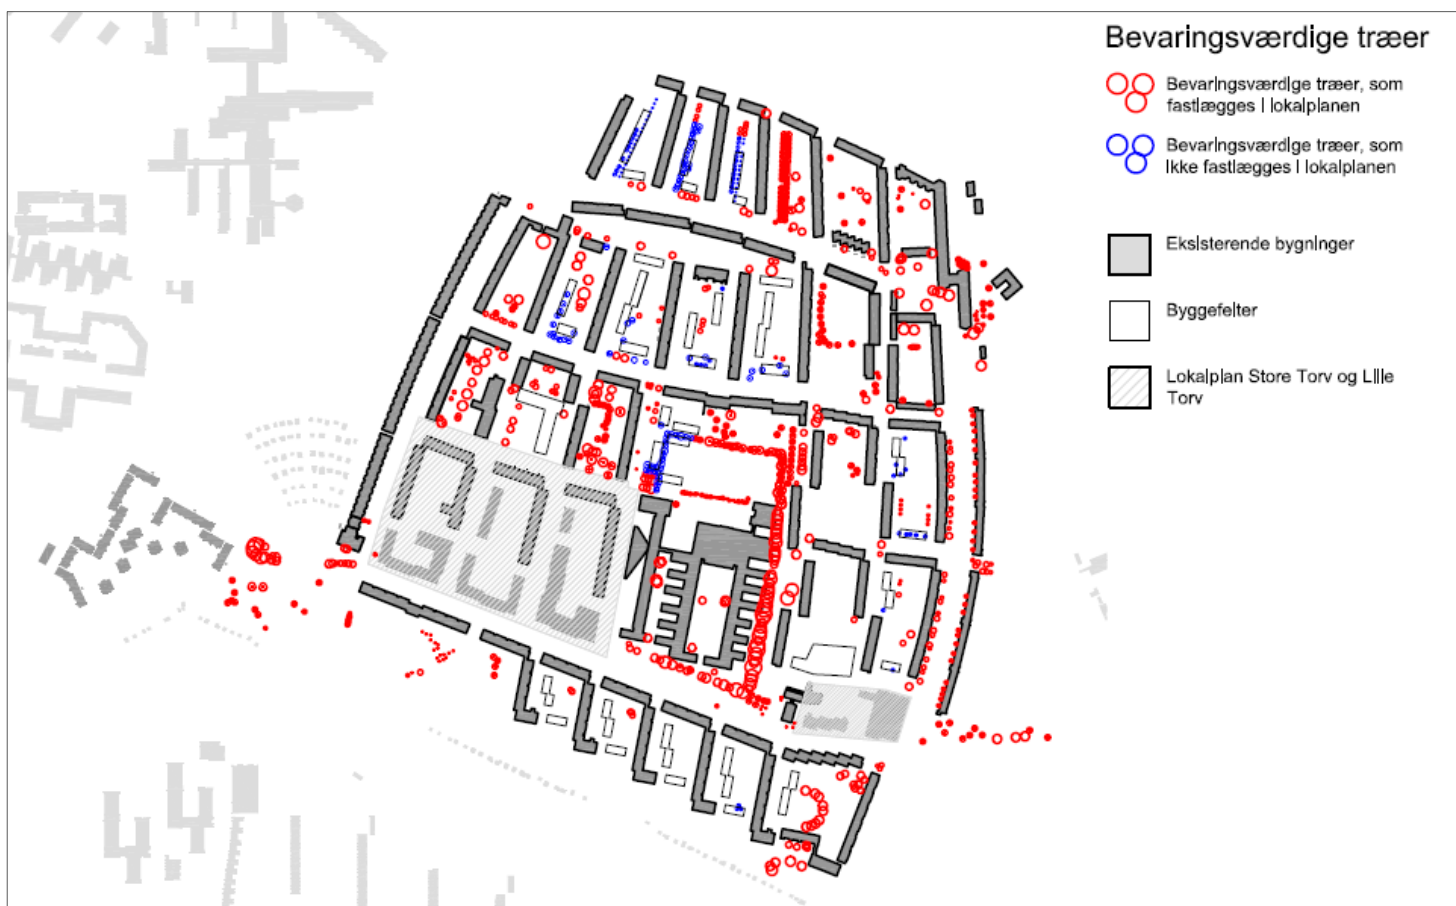 Bevaringsværdige træer
Bevaringsværdige træer, som
fastlægges i lokalplanen
Bevaringsværdige træer, som
ikke fastlægges i lokalplanen
Eksisterende bygninger
Byggefelter
Lokalplan Store Torv og Lille
Torv